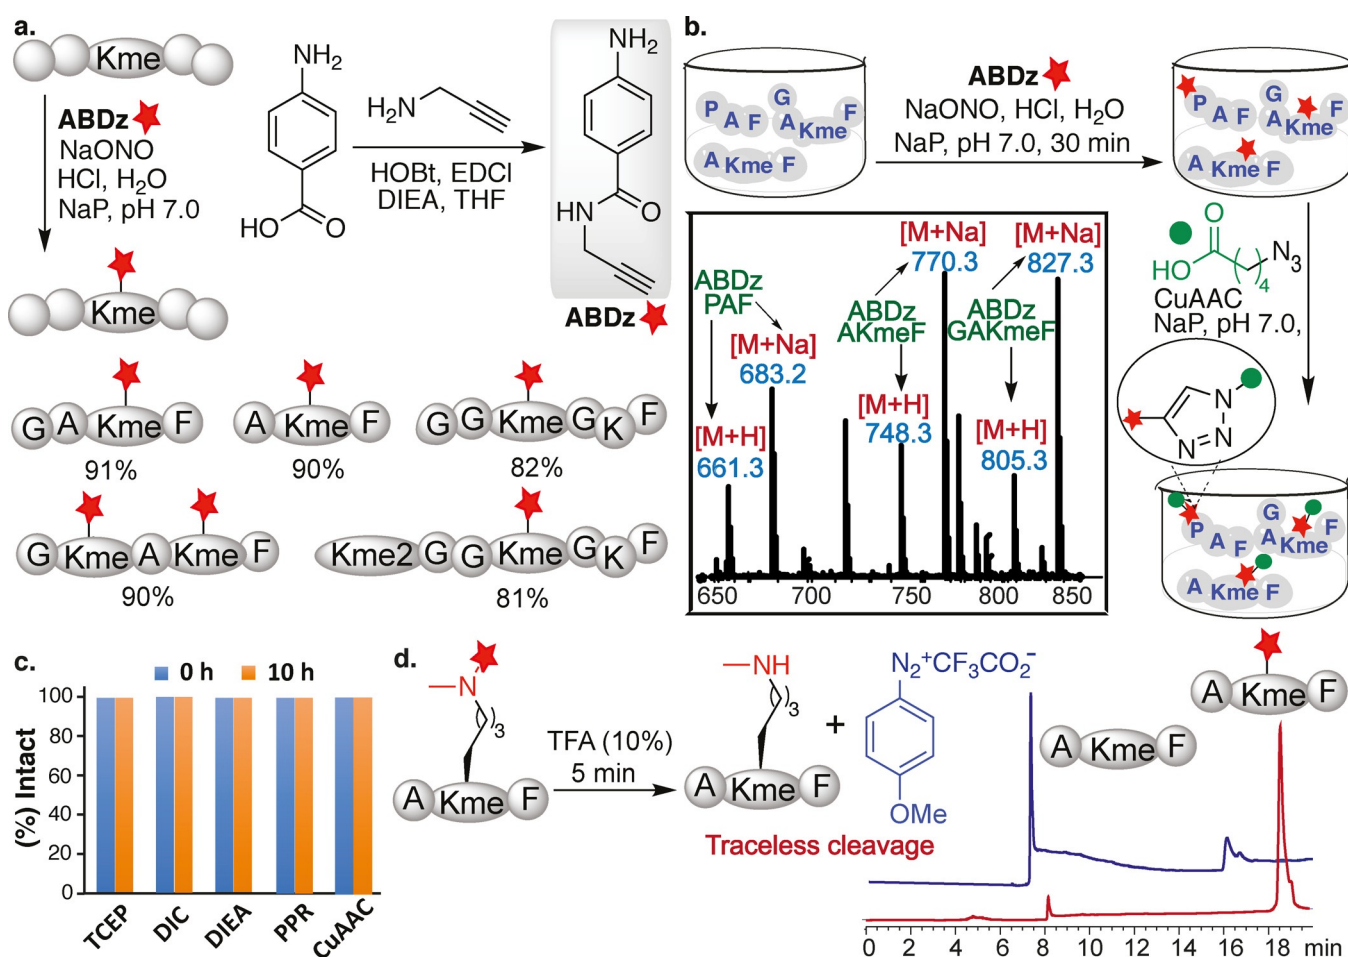 a.
Kme
ABDz
NaONO
HCl, H₂O
NaP, pH 7.0
Kme
NH₂
HO
O
H₂N
HOBt, EDCl
DIEA, THF
NH₂
HN
O
ABDz
G A Kme F
91%
A Kme F
90%
G G Kme G K F
82%
G Kme A Kme F
90%
Kme2 G G Kme G K F
81%
b.
P A F
G A Kme F
A Kme F
ABDz
NaONO, HCl, H₂O
NaP, pH 7.0, 30 min
P A F
G A Kme F
A Kme F
O
HO
( )₄
N₃
CuAAC
NaP, pH 7.0,
N
N
N
P A F
G A Kme F
A Kme F
ABDz
PAF
[M+H]
661.3
[M+Na]
683.2
ABDz
AKmeF
[M+Na]
770.3
[M+H]
748.3
ABDz
GAKmeF
[M+Na]
827.3
[M+H]
805.3
650 700 750 800 850
c.
0 h 10 h
(%) Intact
100
80
60
40
20
0
TCEP DIC DIEA PPR CuAAC
d.
N
( )₃
A Kme F
TFA (10%)
5 min
NH
( )₃
A Kme F
+
N₂⁺CF₃CO₂⁻
OMe
Traceless cleavage
A Kme F
A Kme F
0 2 4 6 8 10 12 14 16 18 min